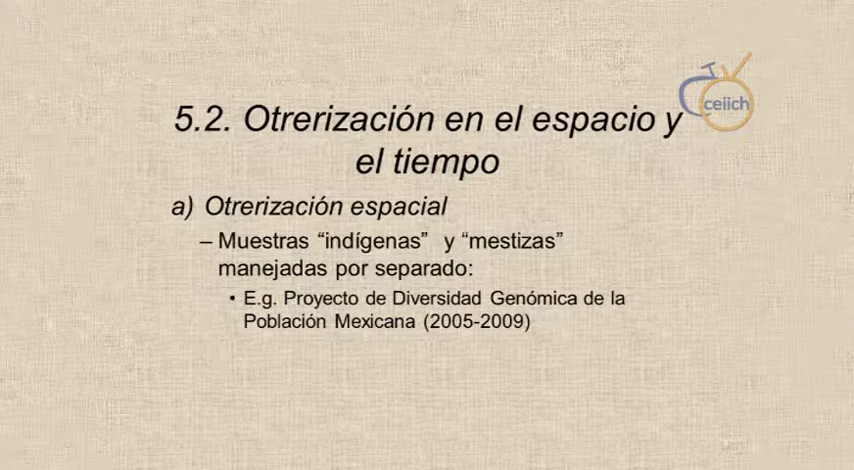 ceiich
5.2. Otrerización en el espacio y
el tiempo
a) Otrerización espacial
– Muestras “indígenas” y “mestizas”
manejadas por separado:
• E.g. Proyecto de Diversidad Genómica de la
Población Mexicana (2005-2009)